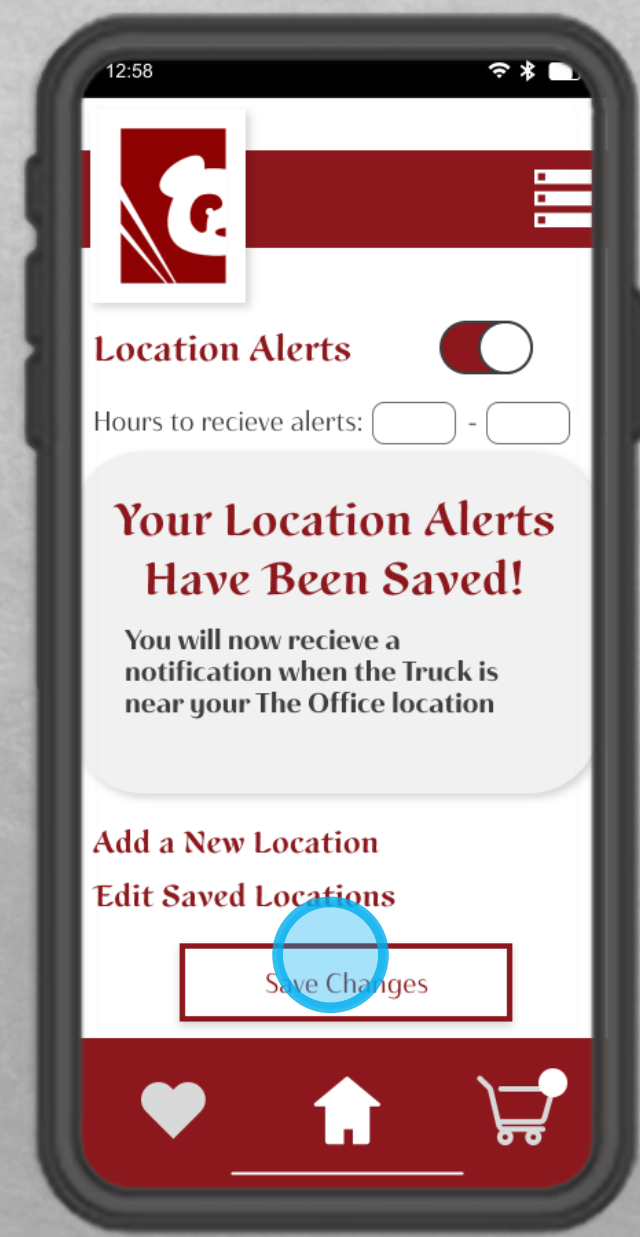 12:58
Location Alerts
Hours to recieve alerts: -
Your Location Alerts
Have Been Saved!
You will now recieve a
notification when the Truck is
near your The Office location
Add a New Location
Edit Saved Locations
Save Changes